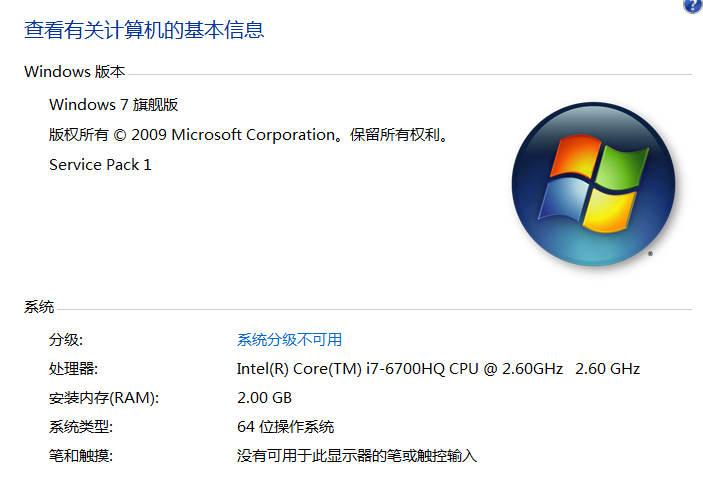 查看有关计算机的基本信息
Windows 版本
Windows 7 旗舰版
版权所有 © 2009 Microsoft Corporation。保留所有权利。
Service Pack 1
系统
分级: 系统分级不可用
处理器: Intel(R) Core(TM) i7-6700HQ CPU @ 2.60GHz 2.60 GHz
安装内存(RAM): 2.00 GB
系统类型: 64 位操作系统
笔和触摸: 没有可用于此显示器的笔或触控输入